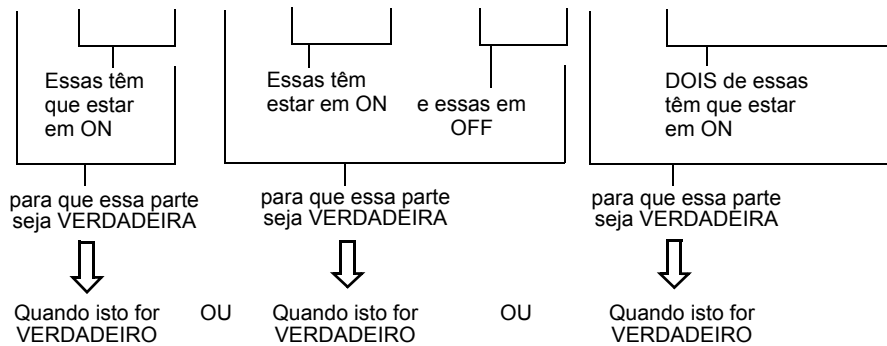 Essas têm
que estar
em ON
Essas têm
estar em ON
e essas em
OFF
DOIS de essas
têm que estar
em ON
para que essa parte
seja VERDADEIRA
para que essa parte
seja VERDADEIRA
para que essa parte
seja VERDADEIRA
Quando isto for
VERDADEIRO
OU
Quando isto for
VERDADEIRO
OU
Quando isto for
VERDADEIRO